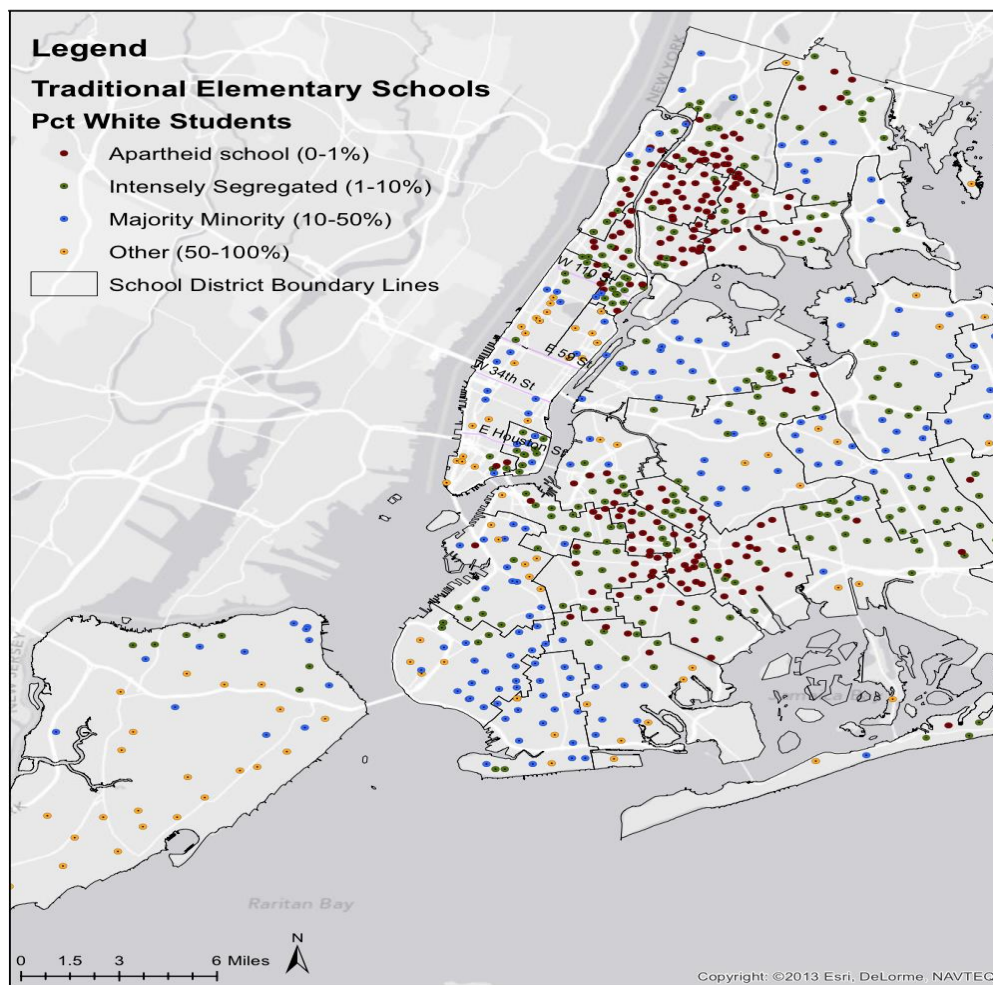 Legend
Traditional Elementary Schools
Pct White Students
Apartheid school (0-1%)
Intensely Segregated (1-10%)
Majority Minority (10-50%)
Other (50-100%)
School District Boundary Lines
NEW YORK
W 110
E 59 St
W 34th St
E Houston S
NEW JERSEY
Raritan Bay
N
0 1.5 3 6 Miles
Copyright: ©2013 Esri, DeLorme, NAVTEQ